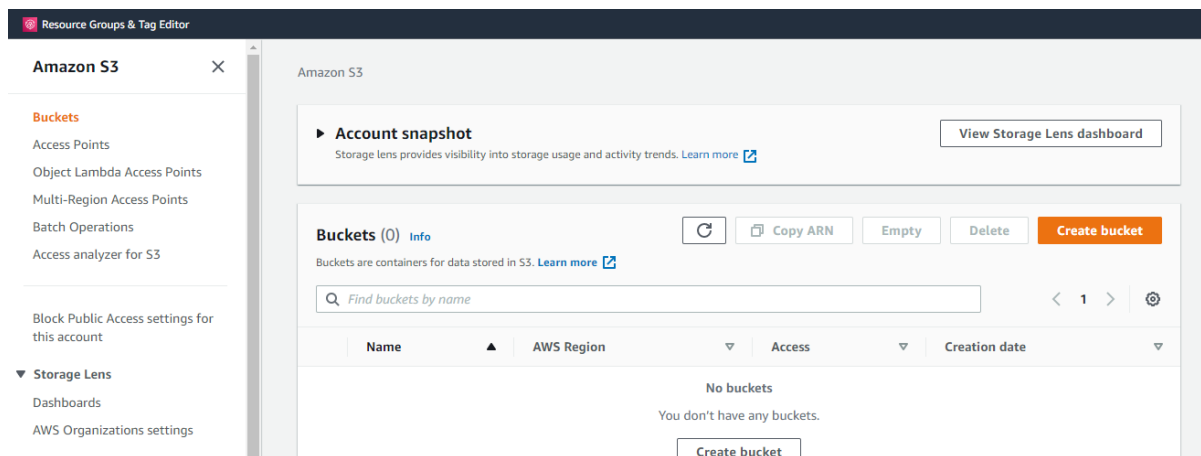 Resource Groups & Tag Editor
Amazon S3
Buckets
Access Points
Object Lambda Access Points
Multi-Region Access Points
Batch Operations
Access analyzer for S3
Block Public Access settings for
this account
Storage Lens
Dashboards
AWS Organizations settings
Amazon S3
Account snapshot
View Storage Lens dashboard
Storage lens provides visibility into storage usage and activity trends. Learn more
Buckets (0) Info
Copy ARN
Empty
Delete
Create bucket
Buckets are containers for data stored in S3. Learn more
Find buckets by name
1
Name AWS Region Access Creation date
No buckets
You don't have any buckets.
Create bucket